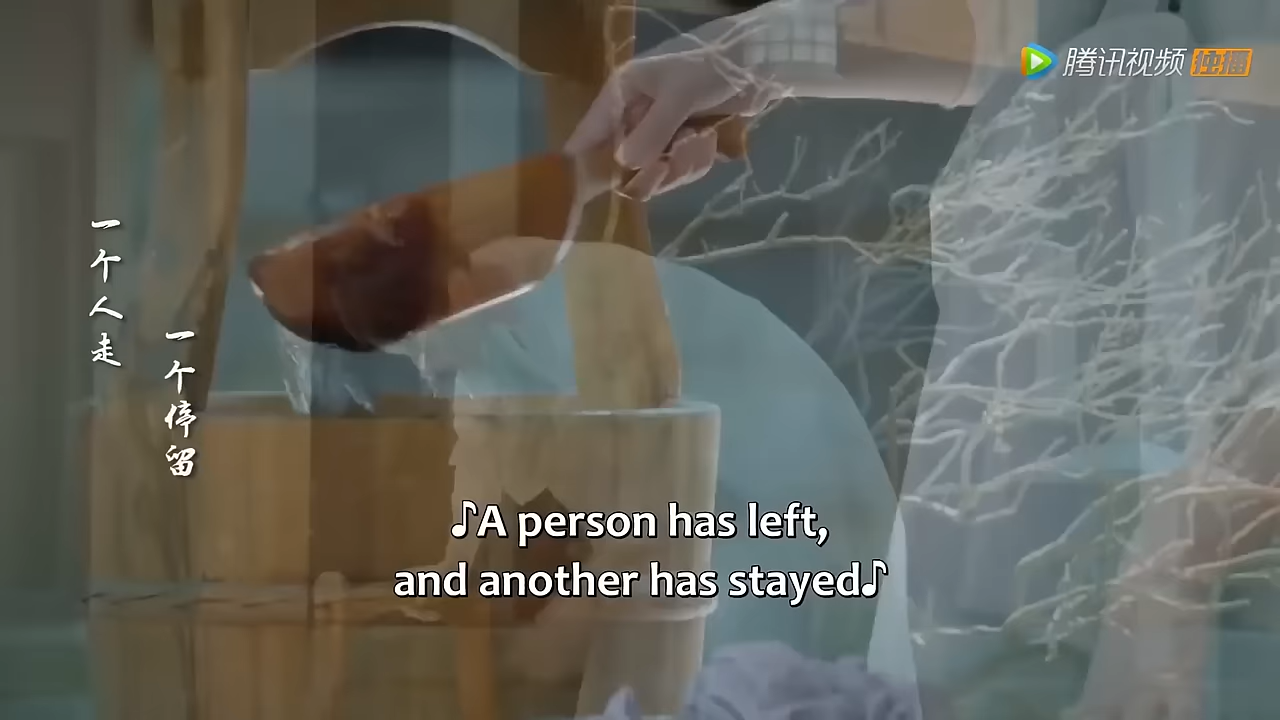 腾讯视频 独播
一个人走
一个停留
♪A person has left,
and another has stayed♪